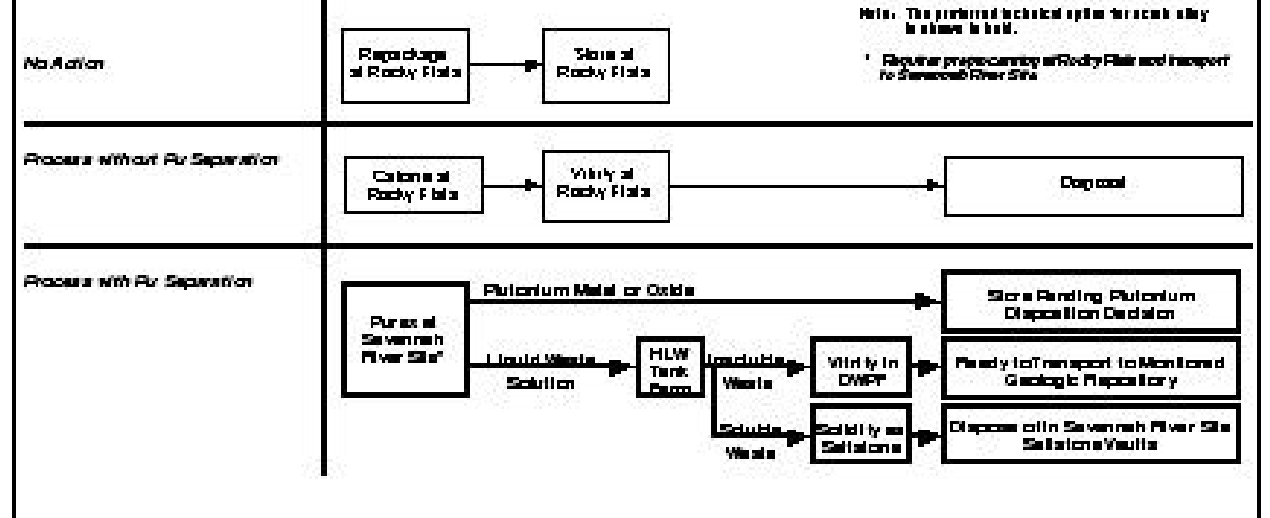 Note: The preferred technical option for each alloy
is shown in bold.
* Requires preprocessing at Rocky Flats and transport
to Savannah River Site
No Action
Repackage
at Rocky Flats
Store at
Rocky Flats
Process without Pu Separation
Calcine at
Rocky Flats
Vitrify at
Rocky Flats
Disposal
Process with Pu Separation
Purex at
Savannah
River Site*
Plutonium Metal or Oxide
Store Pending Plutonium
Disposition Decision
Liquid Waste
Solution
HLW
Tank
Farm
Insoluble
Waste
Vitrify in
DWPF
Ready to Transport to Monitored
Geologic Repository
Soluble
Waste
Solidify as
Saltstone
Dispose of in Savannah River Site
Saltstone Vaults